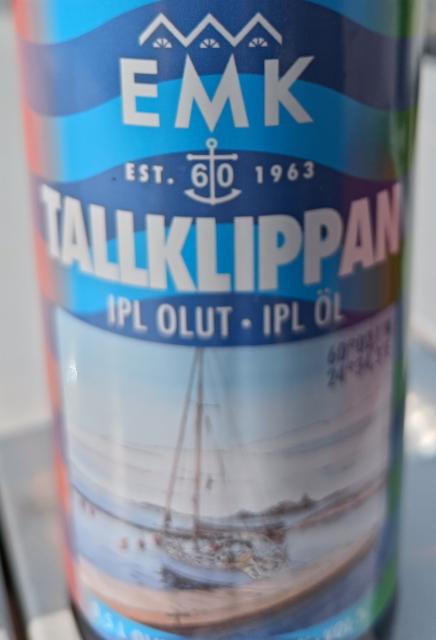 EMK
EST. 60 1963
TALLKLIPPAN
IPL OLUT · IPL ÖL